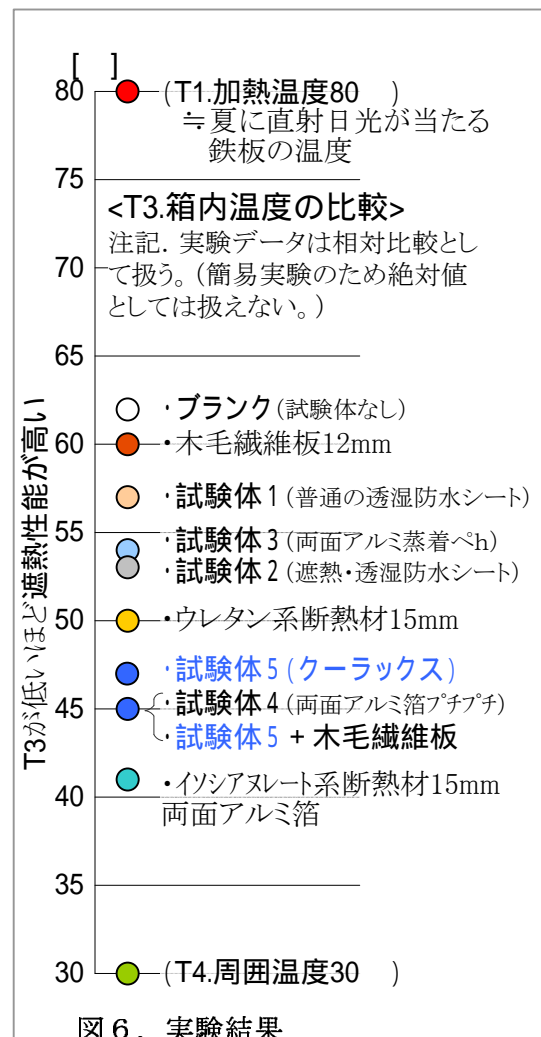 [ ]
80 (T1.加熱温度80 )
≒夏に直射日光が当たる
鉄板の温度
75
<T3.箱内温度の比較>
注記. 実験データは相対比較とし
70 て扱う。(簡易実験のため絶対値
としては扱えない。)
65
・ブランク(試験体なし)
60 ・木毛繊維板12mm
・試験体1(普通の透湿防水シート)
55
・試験体3(両面アルミ蒸着ペh)
・試験体2(遮熱・透湿防水シート)
50 ・ウレタン系断熱材15mm
・試験体5(クーラックス)
45 ・試験体4(両面アルミ箔プチプチ)
・試験体5 + 木毛繊維板
・イソシアヌレート系断熱材15mm
40 両面アルミ箔
35
30 (T4.周囲温度30 )
T3が低いほど遮熱性能が高い
図6. 実験結果